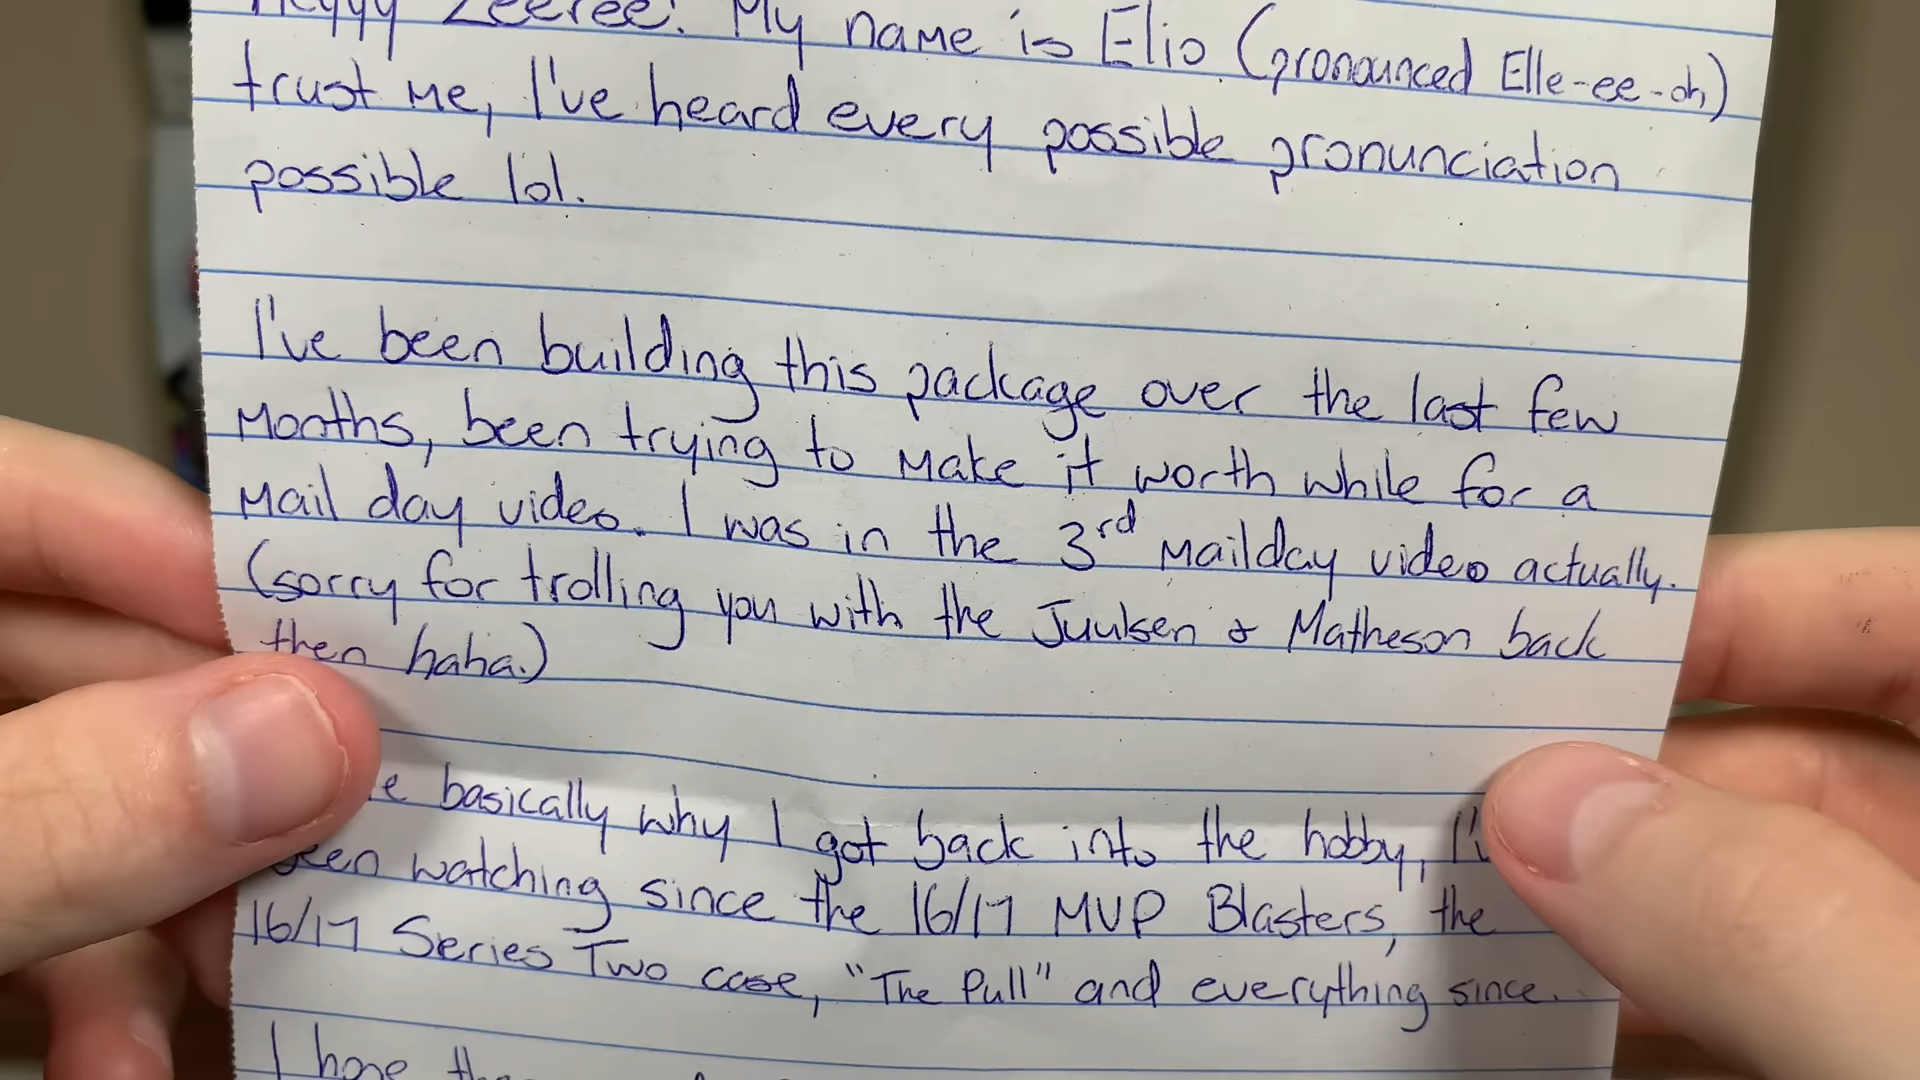 Heyyy Zeeree. My name is Elio (pronounced Elle-ee-oh)
trust me, I've heard every possible pronunciation
possible lol.
I've been building this package over the last few
months, been trying to make it worth while for a
mail day video. I was in the 3rd mailday video actually.
(sorry for trolling you with the Juulsen & Matheson back
then haha.)
basically why I got back into the hobby,
been watching since the 16/17 MVP Blasters, the
16/17 Series Two case, "The Pull" and everything since.
I hope